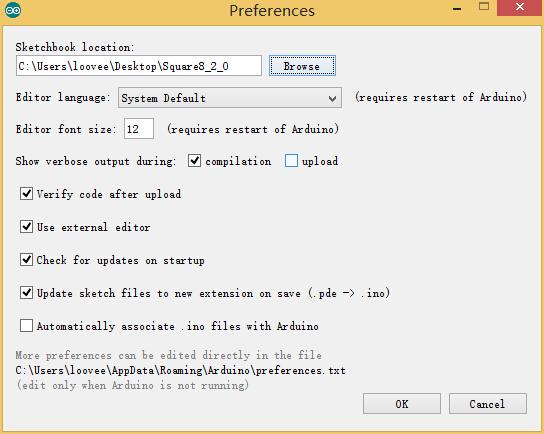 Preferences
Sketchbook location:
C:\Users\loovee\Desktop\Square8_2_0 Browse
Editor language: System Default (requires restart of Arduino)
Editor font size: 12 (requires restart of Arduino)
Show verbose output during: compilation upload
Verify code after upload
Use external editor
Check for updates on startup
Update sketch files to new extension on save (.pde -> .ino)
Automatically associate .ino files with Arduino
More preferences can be edited directly in the file
C:\Users\loovee\AppData\Roaming\Arduino\preferences.txt
(edit only when Arduino is not running)
OK Cancel